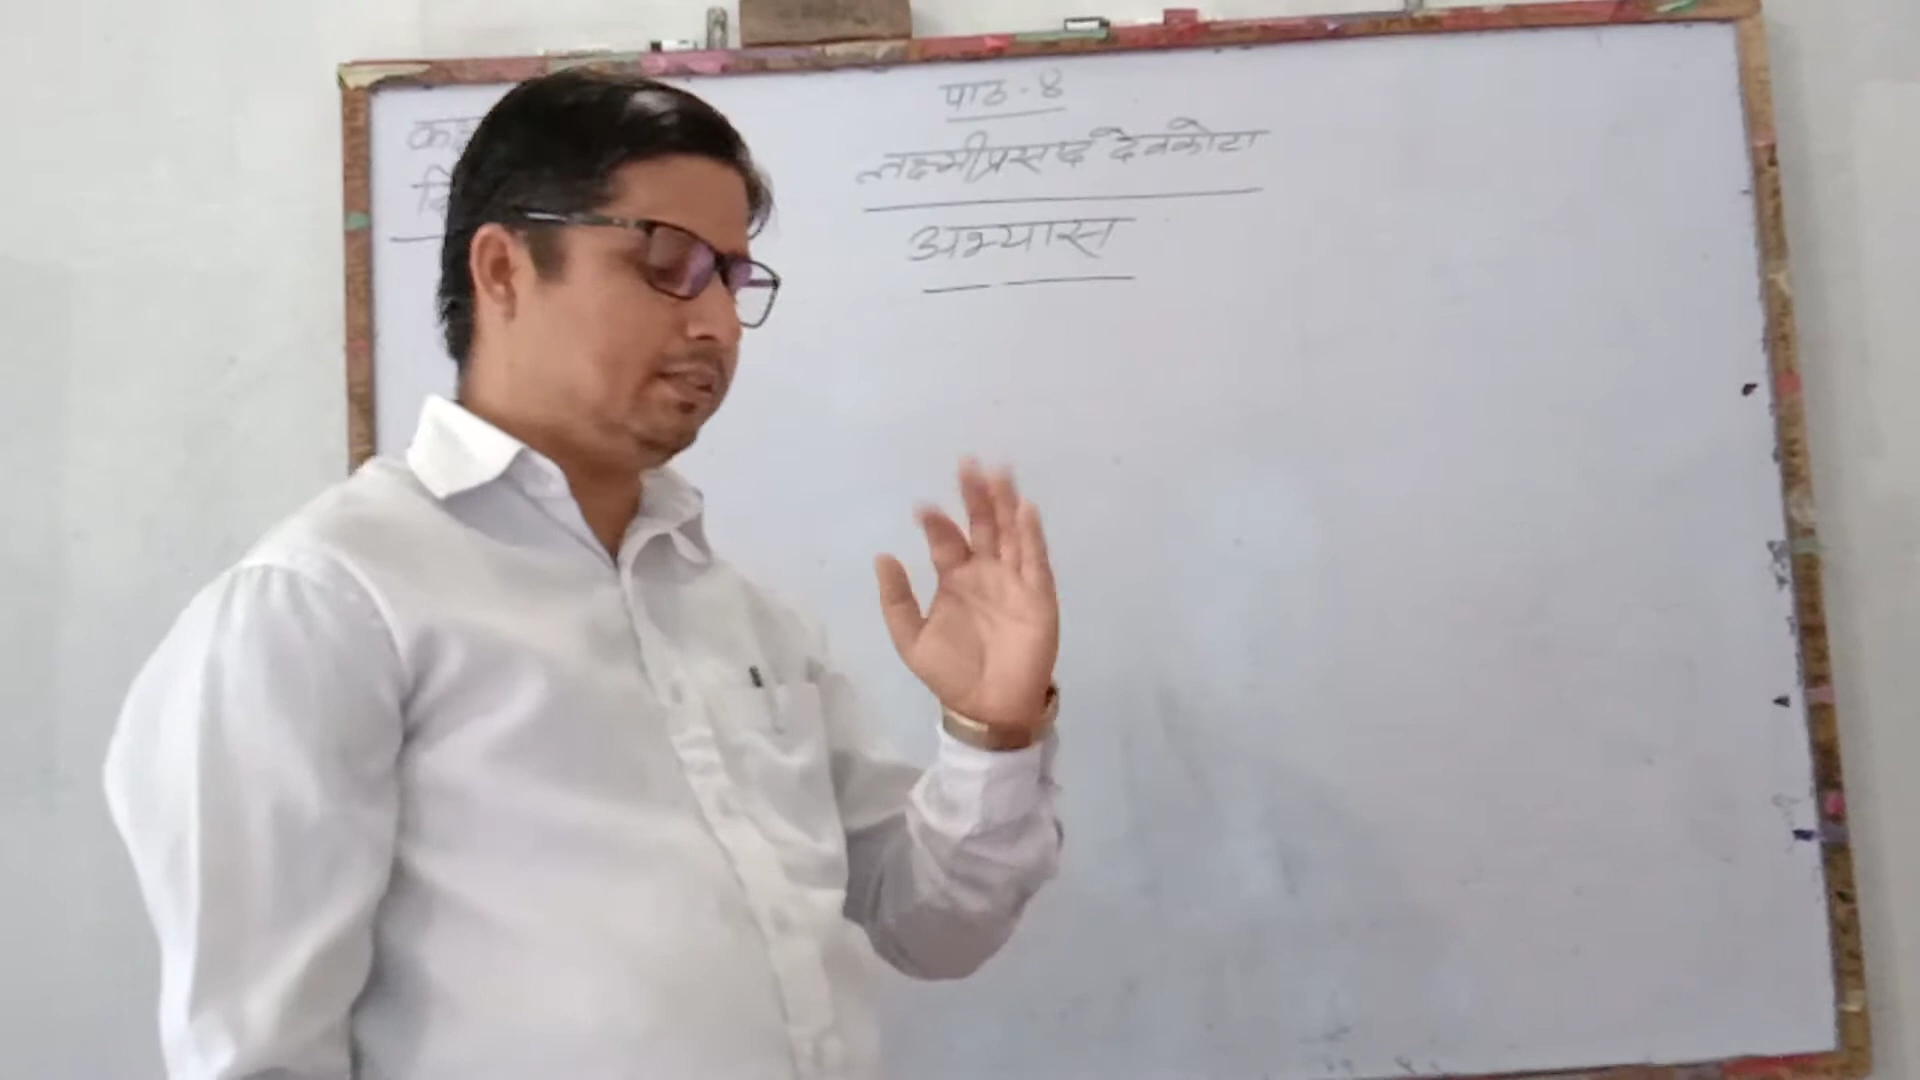 पाठ - ४
लक्ष्मीप्रसाद देवकोटा
अभ्यास